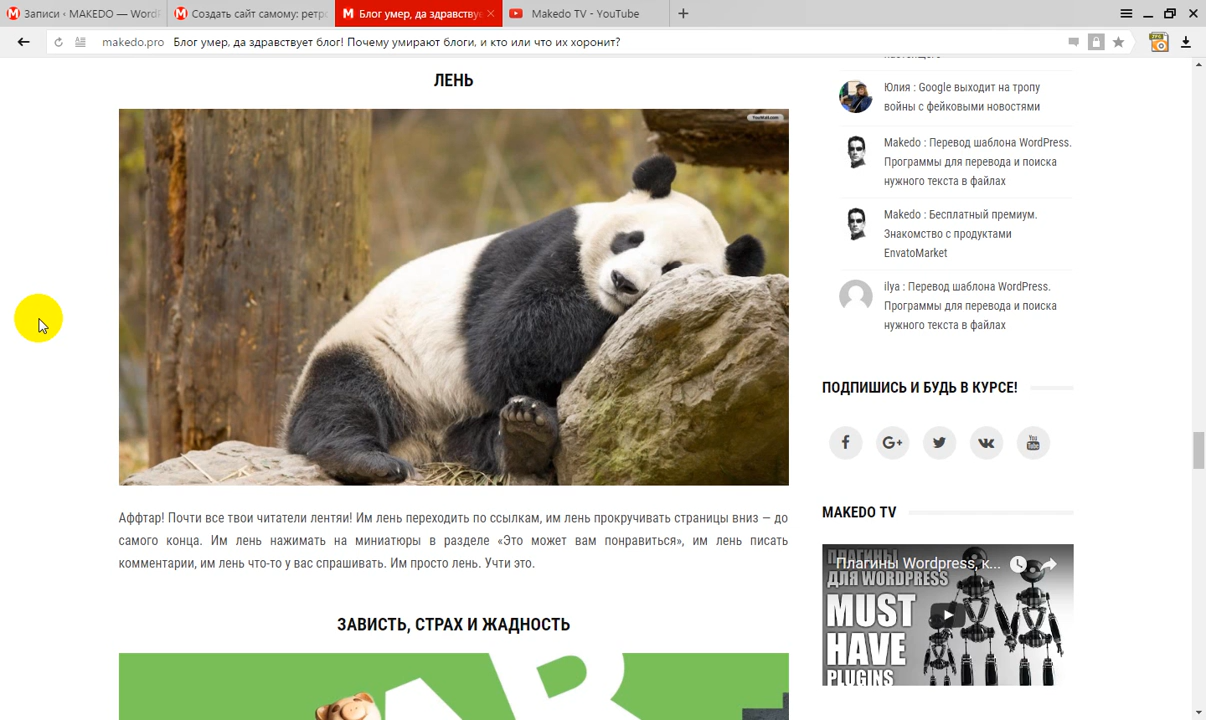 Записи ‹ MAKEDO — Word
Создать сайт самому: ретр
Блог умер, да здравству
Makedo TV - YouTube
makedo.pro
Блог умер, да здравствует блог! Почему умирают блоги, и кто или что их хоронит?
ЛЕНЬ
Аффтар! Почти все твои читатели лентяи! Им лень переходить по ссылкам, им лень прокручивать страницы вниз — до
самого конца. Им лень нажимать на миниатюры в разделе «Это может вам понравиться», им лень писать
комментарии, им лень что-то у вас спрашивать. Им просто лень. Учти это.
ЗАВИСТЬ, СТРАХ И ЖАДНОСТЬ
Юлия : Google выходит на тропу
войны с фейковыми новостями
Makedo : Перевод шаблона WordPress.
Программы для перевода и поиска
нужного текста в файлах
Makedo : Бесплатный премиум.
Знакомство с продуктами
EnvatoMarket
ilya : Перевод шаблона WordPress.
Программы для перевода и поиска
нужного текста в файлах
ПОДПИШИСЬ И БУДЬ В КУРСЕ!
MAKEDO TV
Плагины Wordpress, к...
ПЛАГИНЫ
ДЛЯ WORDPRESS
MUST
HAVE
PLUGINS